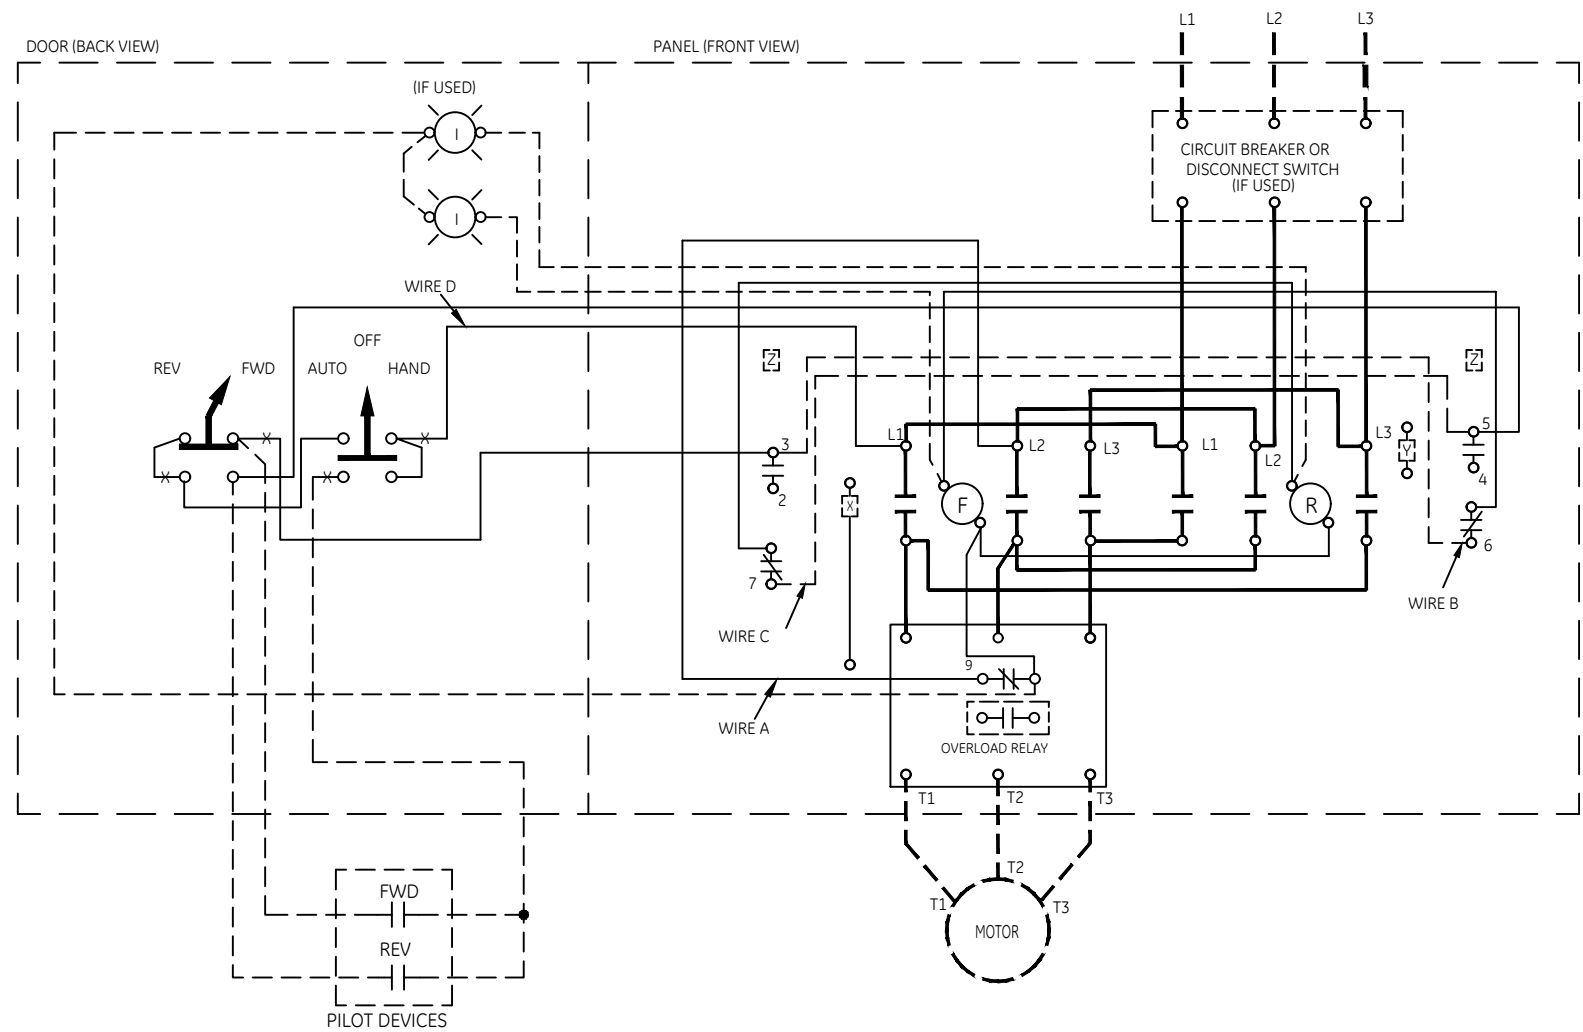 L1
L2
L3
DOOR (BACK VIEW)
PANEL (FRONT VIEW)
(IF USED)
I
I
CIRCUIT BREAKER OR
DISCONNECT SWITCH
(IF USED)
WIRE D
OFF
REV
FWD
AUTO
HAND
Z
Z
X
X
X
X
3
2
7
X
L1
L2
L3
L1
L2
L3
Y
5
4
6
F
R
WIRE B
WIRE C
WIRE A
9
OVERLOAD RELAY
T1
T2
T3
T2
T1
T3
MOTOR
FWD
REV
PILOT DEVICES